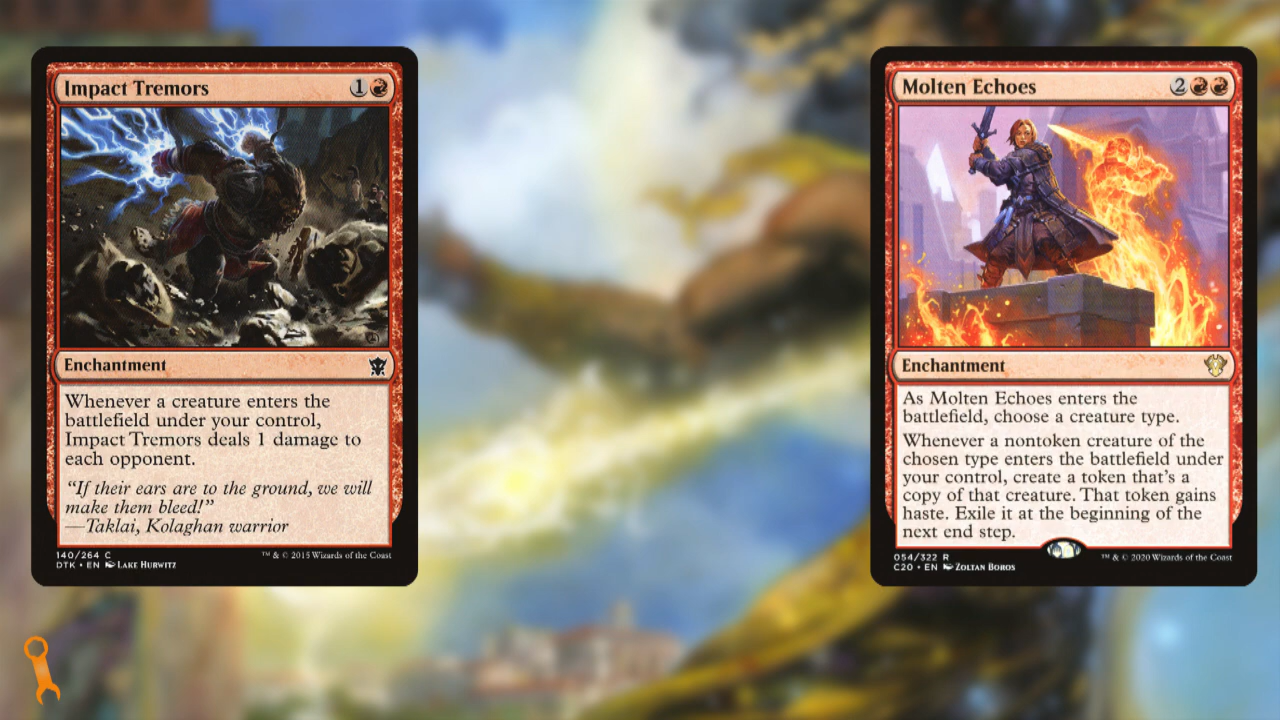 Impact Tremors 1
Enchantment
Whenever a creature enters the
battlefield under your control,
Impact Tremors deals 1 damage to
each opponent.
“If their ears are to the ground, we will
make them bleed!”
—Taklai, Kolaghan warrior
140/264 C
DTK • EN LAKE HURWITZ
™ & © 2015 Wizards of the Coast
Molten Echoes 2
Enchantment
As Molten Echoes enters the
battlefield, choose a creature type.
Whenever a nontoken creature of the
chosen type enters the battlefield under
your control, create a token that’s a
copy of that creature. That token gains
haste. Exile it at the beginning of the
next end step.
054/322 R
C20 • EN ZOLTAN BOROS
™ & © 2020 Wizards of the Coast